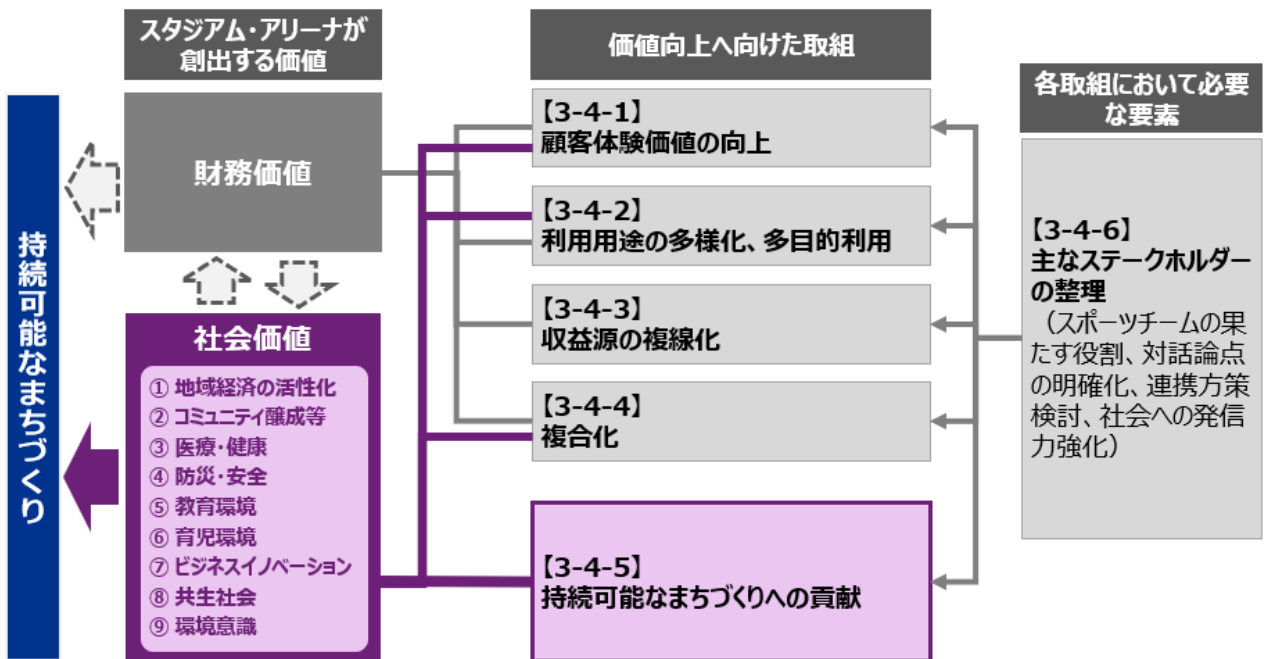 スタジアム・アリーナが
創出する価値
価値向上へ向けた取組
各取組において必要
な要素
持続可能なまちづくり
財務価値
社会価値
① 地域経済の活性化
② コミュニティ醸成等
③ 医療・健康
④ 防災・安全
⑤ 教育環境
⑥ 育児環境
⑦ ビジネスイノベーション
⑧ 共生社会
⑨ 環境意識
【3-4-1】
顧客体験価値の向上
【3-4-2】
利用用途の多様化、多目的利用
【3-4-3】
収益源の複線化
【3-4-4】
複合化
【3-4-5】
持続可能なまちづくりへの貢献
【3-4-6】
主なステークホルダー
の整理
（スポーツチームの果
たす役割、対話論点
の明確化、連携方策
検討、社会への発信
力強化）